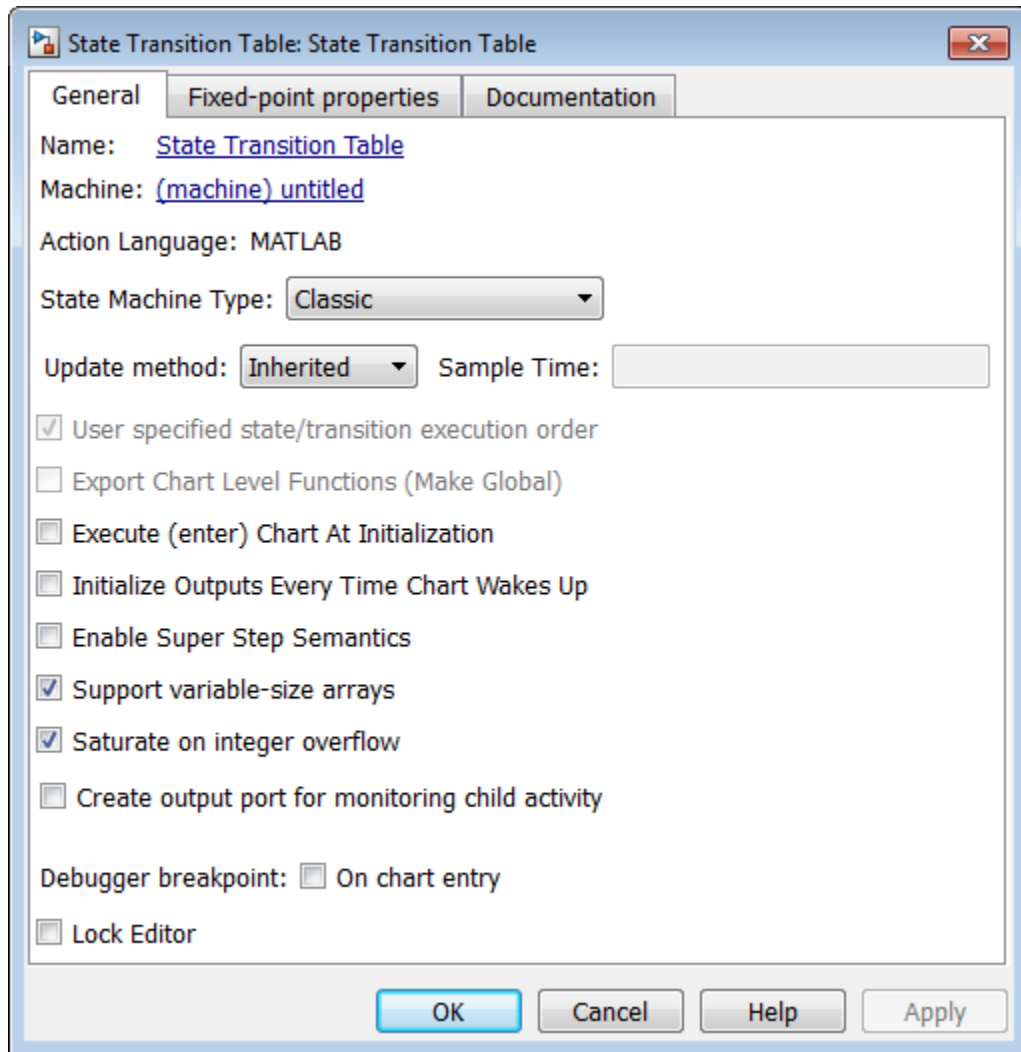 State Transition Table: State Transition Table
General Fixed-point properties Documentation
Name: State Transition Table
Machine: (machine) untitled
Action Language: MATLAB
State Machine Type: Classic
Update method: Inherited Sample Time:
User specified state/transition execution order
Export Chart Level Functions (Make Global)
Execute (enter) Chart At Initialization
Initialize Outputs Every Time Chart Wakes Up
Enable Super Step Semantics
Support variable-size arrays
Saturate on integer overflow
Create output port for monitoring child activity
Debugger breakpoint: On chart entry
Lock Editor
OK Cancel Help Apply